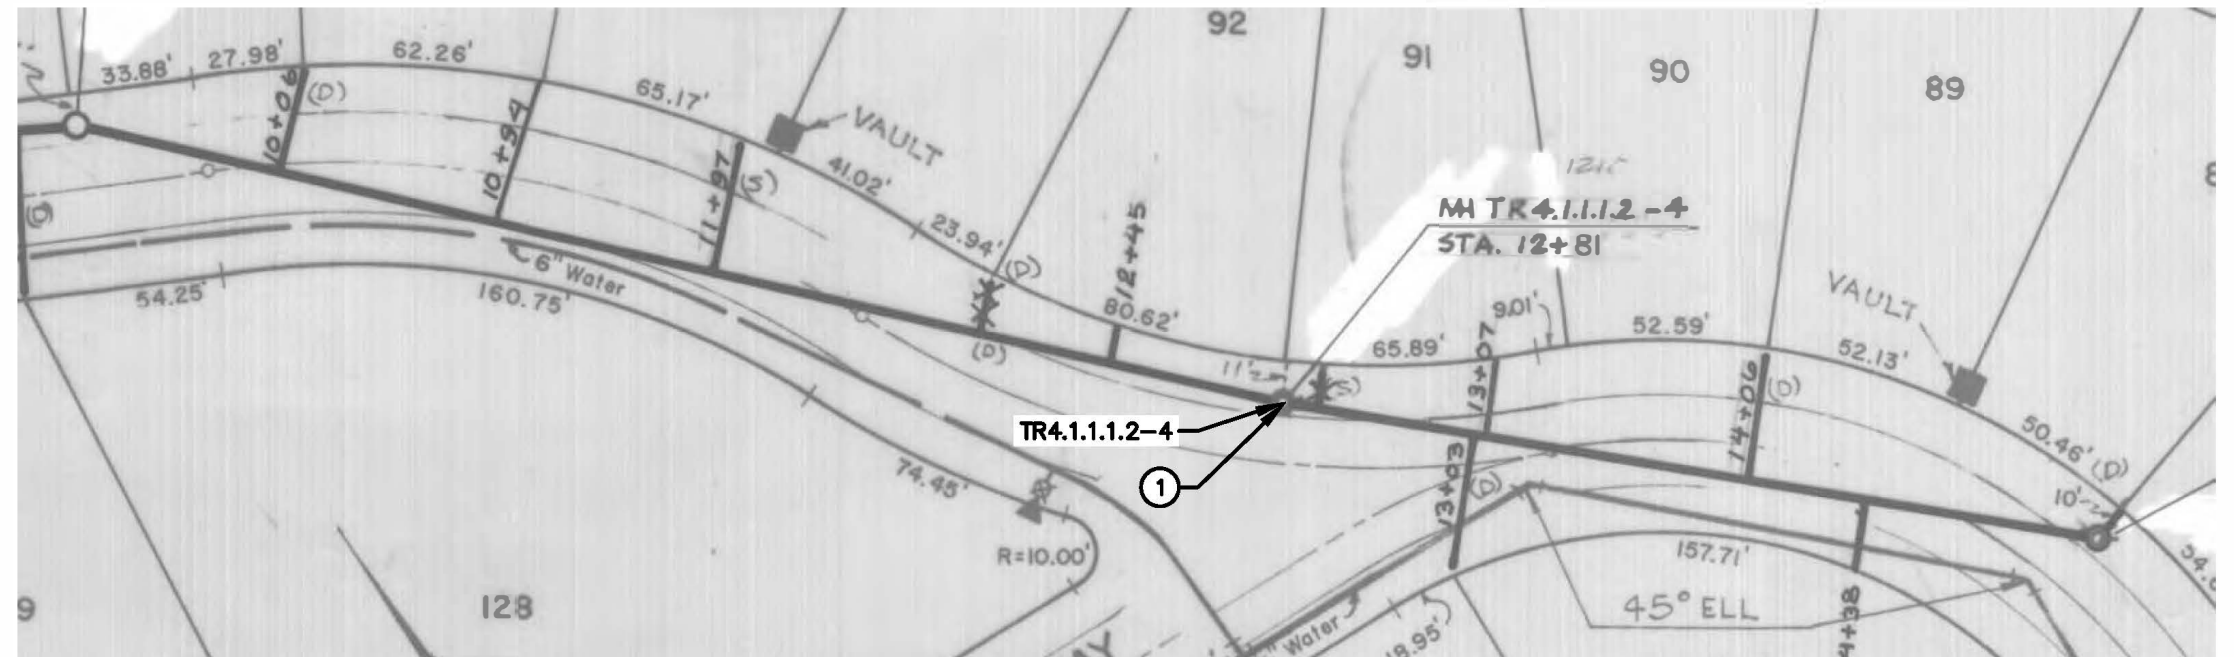 92
91
90
89
33.88'
27.98'
62.26'
65.17'
VAULT
41.02'
23.94'
80.62'
65.89'
9.01'
52.59'
52.13'
VAULT
50.46' (D)
10'
10+06
(D)
10+94
11+97
(S)
(D)
(D)
12+45
MH TR4.1.1.1.2-4
STA. 12+81
11'
(S)
13+07
14+06
(D)
13+03
(D)
54.25'
160.75'
6" Water
74.45'
R=10.00'
TR4.1.1.1.2-4
1
128
Water
157.71'
45° ELL